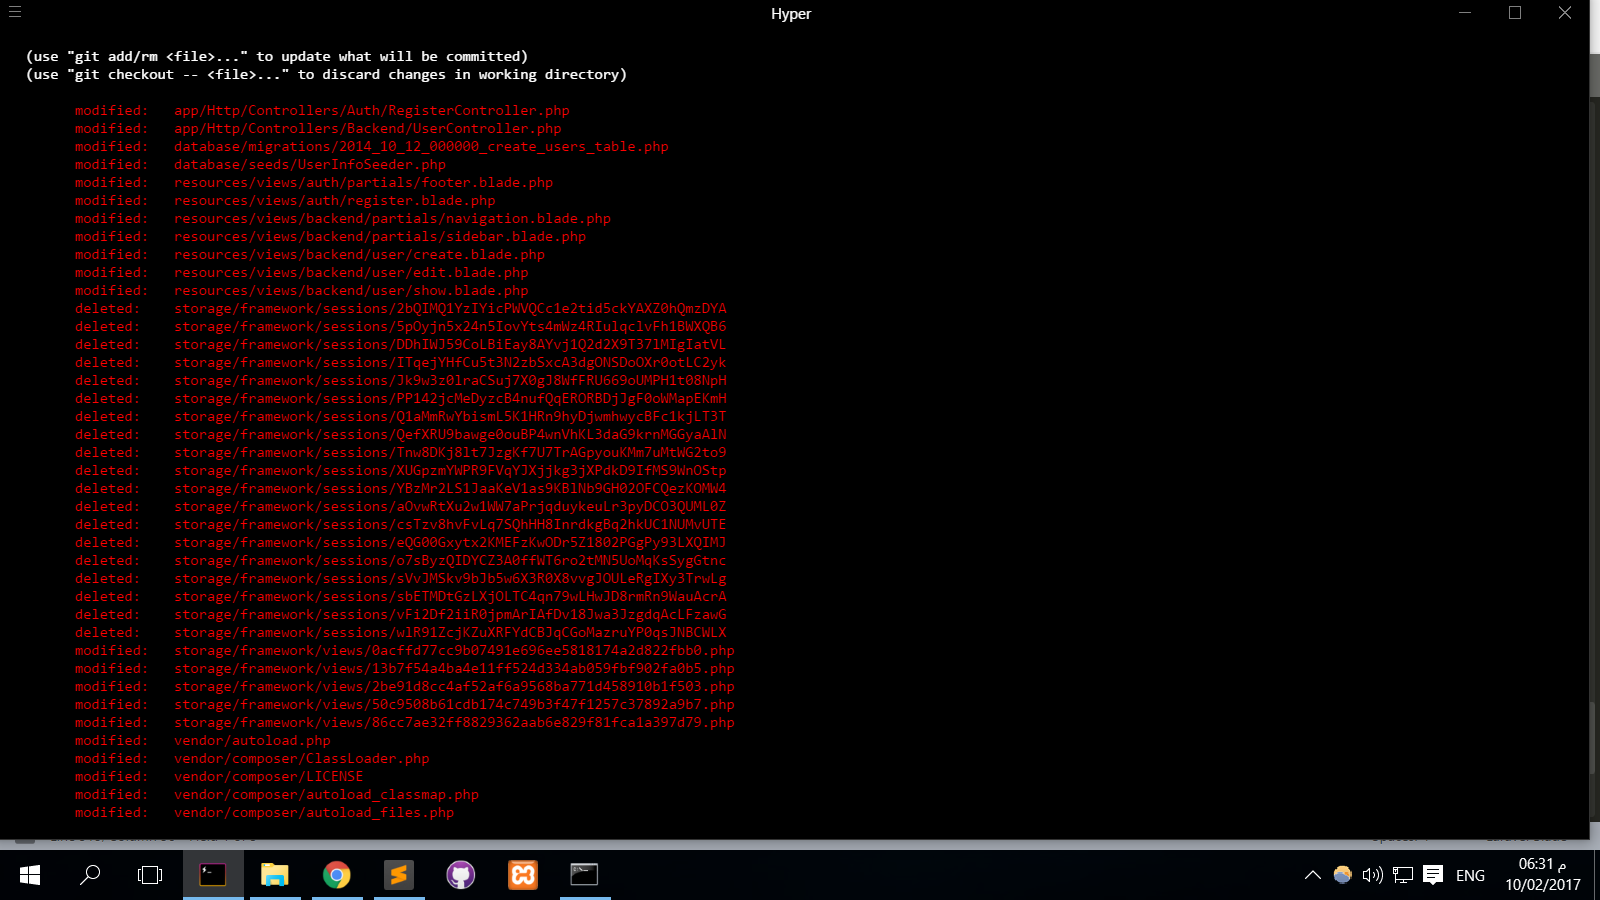 Hyper
(use "git add/rm <file>..." to update what will be committed)
(use "git checkout -- <file>..." to discard changes in working directory)
modified: app/Http/Controllers/Auth/RegisterController.php
modified: app/Http/Controllers/Backend/UserController.php
modified: database/migrations/2014_10_12_000000_create_users_table.php
modified: database/seeds/UserInfoSeeder.php
modified: resources/views/auth/partials/footer.blade.php
modified: resources/views/auth/register.blade.php
modified: resources/views/backend/partials/navigation.blade.php
modified: resources/views/backend/partials/sidebar.blade.php
modified: resources/views/backend/user/create.blade.php
modified: resources/views/backend/user/edit.blade.php
modified: resources/views/backend/user/show.blade.php
deleted: storage/framework/sessions/2bQIMQ1YzIYicPWVQCc1e2tid5ckYAXZ0hQmzDYA
deleted: storage/framework/sessions/5pOyjn5x24n5IovYts4mWz4RIulqclvFh1BWXQB6
deleted: storage/framework/sessions/DDhIWJ59CoLBiEay8AYvj1Q2d2X9T37lMIgIatVL
deleted: storage/framework/sessions/ITqejYHfCu5t3N2zbSxcA3dgONSDoOXr0otLC2yk
deleted: storage/framework/sessions/Jk9w3z0lraCSuj7X0gJ8WfFRU669oUMPH1t08NpH
deleted: storage/framework/sessions/PP142jcMeDyzcB4nufQqERORBDjJgF0oWMapEKmH
deleted: storage/framework/sessions/Q1aMmRwYbismL5K1HRn9hyDjwmhwycBFc1kjLT3T
deleted: storage/framework/sessions/QefXRU9bawge0ouBP4wnVhKL3daG9krnMGGyaAlN
deleted: storage/framework/sessions/Tnw8DKj8lt7JzgKf7U7TrAGpyouKMm7uMtWG2to9
deleted: storage/framework/sessions/XUGpzmYWPR9FVqYJXjjkg3jXPdkD9IfMS9WnOStp
deleted: storage/framework/sessions/YBzMr2LS1JaaKeV1as9KBlNb9GH02OFCQezKOMW4
deleted: storage/framework/sessions/aOvwRtXu2w1WW7aPrjqduykeuLr3pyDCO3QUML0Z
deleted: storage/framework/sessions/csTzv8hvFvLq7SQhHH8InrdkgBq2hkUC1NUMvUTE
deleted: storage/framework/sessions/eQG00Gxytx2KMEFzKwODr5Z1802PGgPy93LXQIMJ
deleted: storage/framework/sessions/o7sByzQIDYCZ3A0ffWT6ro2tMN5UoMqKsSygGtnc
deleted: storage/framework/sessions/sVvJMSkv9bJb5w6X3R0X8vvgJOULeRgIXy3TrwLg
deleted: storage/framework/sessions/sbETMDtGzLXjOLTC4qn79wLHwJD8rmRn9WauAcrA
deleted: storage/framework/sessions/vFi2Df2iiR0jpmArIAfDv18Jwa3JzgdqAcLFzawG
deleted: storage/framework/sessions/wlR91ZcjKZuXRFYdCBJqCGoMazruYP0qsJNBCWLX
modified: storage/framework/views/0acffd77cc9b07491e696ee5818174a2d822fbb0.php
modified: storage/framework/views/13b7f54a4ba4e11ff524d334ab059fbf902fa0b5.php
modified: storage/framework/views/2be91d8cc4af52af6a9568ba771d458910b1f503.php
modified: storage/framework/views/50c9508b61cdb174c749b3f47f1257c37892a9b7.php
modified: storage/framework/views/86cc7ae32ff8829362aab6e829f81fca1a397d79.php
modified: vendor/autoload.php
modified: vendor/composer/ClassLoader.php
modified: vendor/composer/LICENSE
modified: vendor/composer/autoload_classmap.php
modified: vendor/composer/autoload_files.php
ENG
06:31 م
10/02/2017